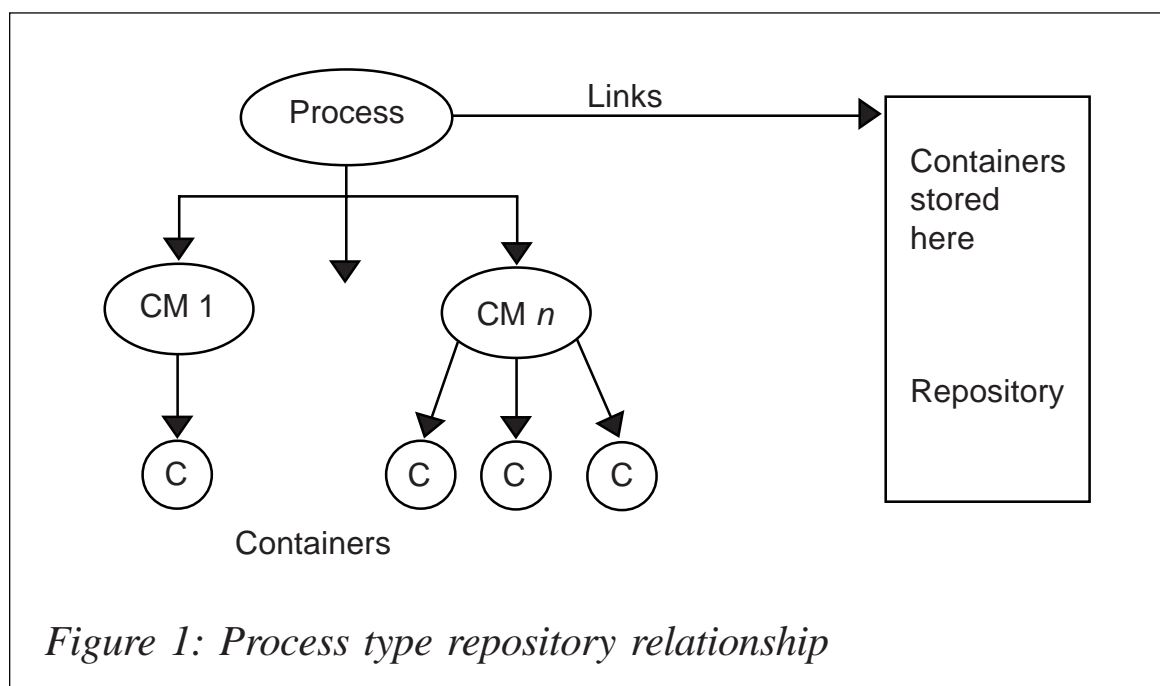 Process
Links
Containers
stored
here
CM 1
CM n
Repository
C
C
C
C
Containers
Figure 1: Process type repository relationship